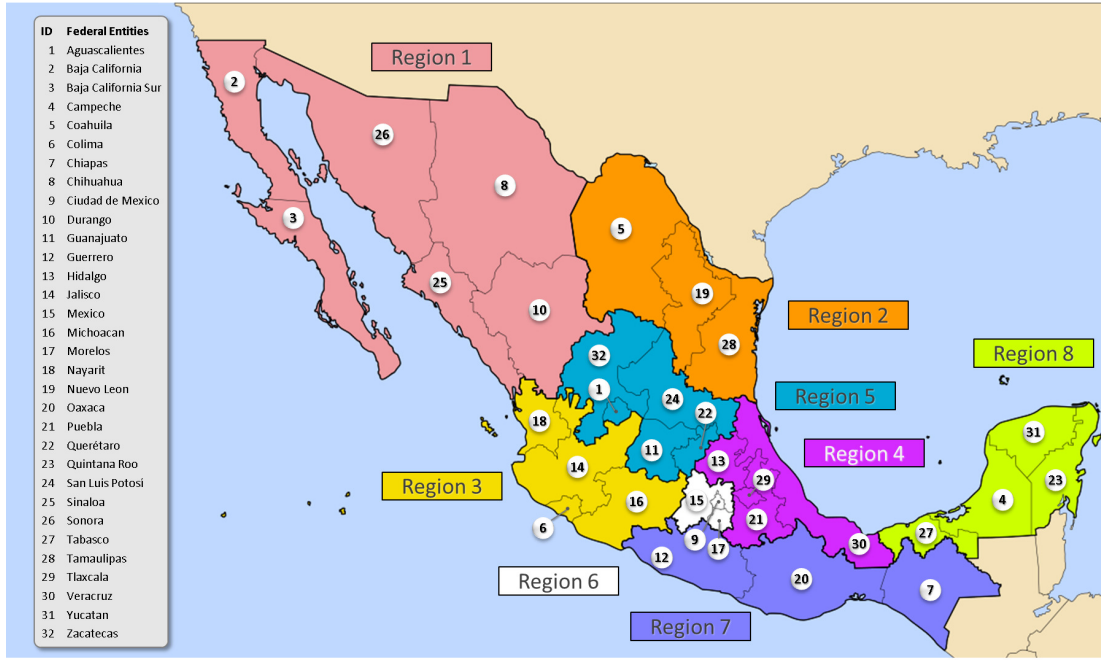 ID Federal Entities
1 Aguascalientes
2 Baja California
3 Baja California Sur
4 Campeche
5 Coahuila
6 Colima
7 Chiapas
8 Chihuahua
9 Ciudad de Mexico
10 Durango
11 Guanajuato
12 Guerrero
13 Hidalgo
14 Jalisco
15 Mexico
16 Michoacan
17 Morelos
18 Nayarit
19 Nuevo Leon
20 Oaxaca
21 Puebla
22 Querétaro
23 Quintana Roo
24 San Luis Potosi
25 Sinaloa
26 Sonora
27 Tabasco
28 Tamaulipas
29 Tlaxcala
30 Veracruz
31 Yucatan
32 Zacatecas
Region 1
2
26
8
3
5
25
19
10
Region 2
28
32
Region 8
1
24
Region 5
22
18
31
11
Region 4
13
14
29
23
Region 3
16
15
4
21
6
27
9
17
30
12
Region 6
20
7
Region 7